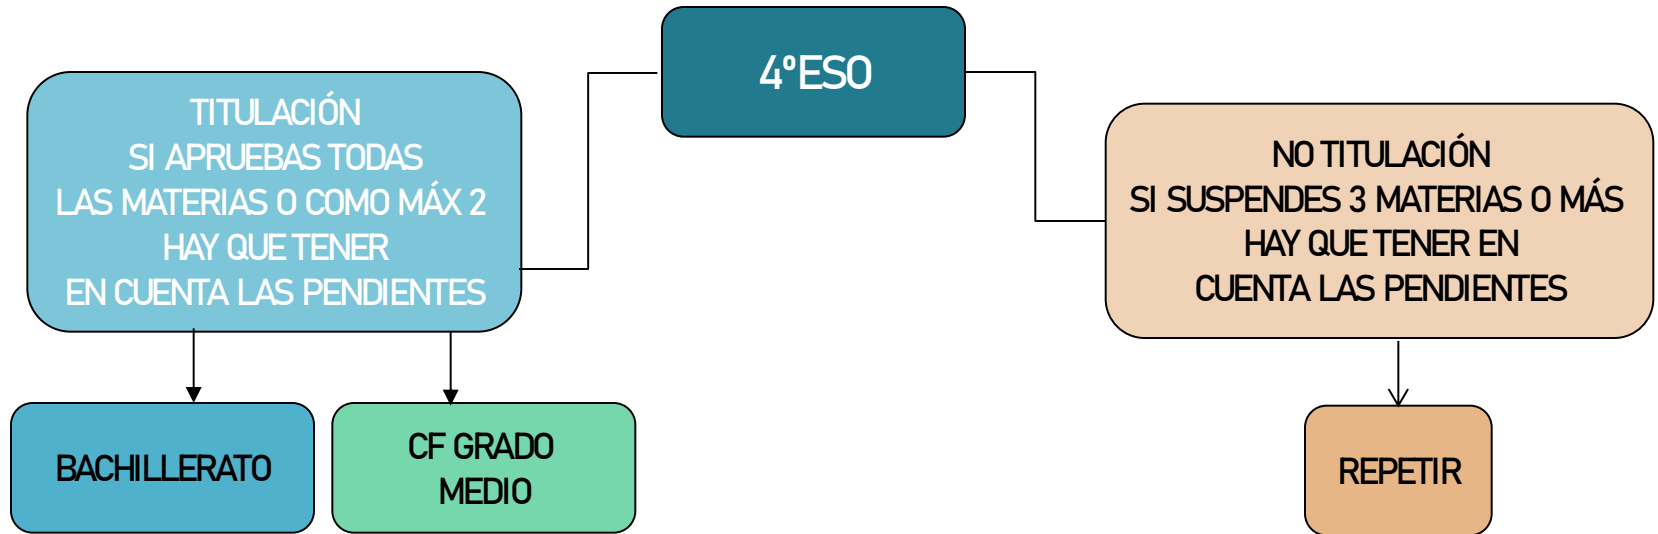 4ºESO
TITULACIÓN
SI APRUEBAS TODAS
LAS MATERIAS O COMO MÁX 2
HAY QUE TENER
EN CUENTA LAS PENDIENTES
NO TITULACIÓN
SI SUSPENDES 3 MATERIAS O MÁS
HAY QUE TENER EN
CUENTA LAS PENDIENTES
BACHILLERATO
CF GRADO
MEDIO
REPETIR